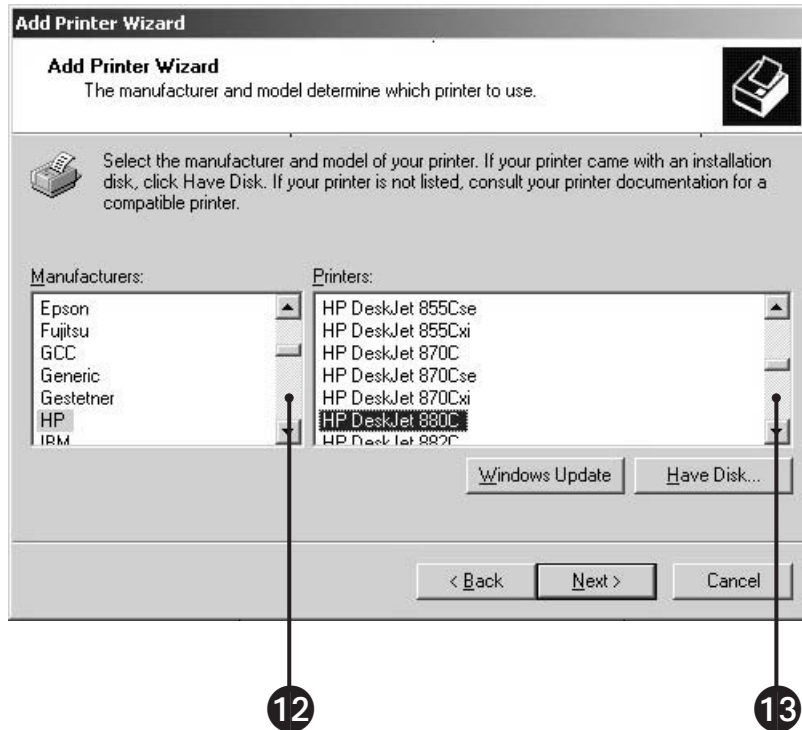 Add Printer Wizard
Add Printer Wizard
The manufacturer and model determine which printer to use.
Select the manufacturer and model of your printer. If your printer came with an installation
disk, click Have Disk. If your printer is not listed, consult your printer documentation for a
compatible printer.
Manufacturers:
Epson
Fujitsu
GCC
Generic
Gestetner
HP
IBM
Printers:
HP DeskJet 855Cse
HP DeskJet 855Cxi
HP DeskJet 870C
HP DeskJet 870Cse
HP DeskJet 870Cxi
HP DeskJet 880C
HP DeskJet 882C
Windows Update
Have Disk...
< Back
Next >
Cancel
12
13